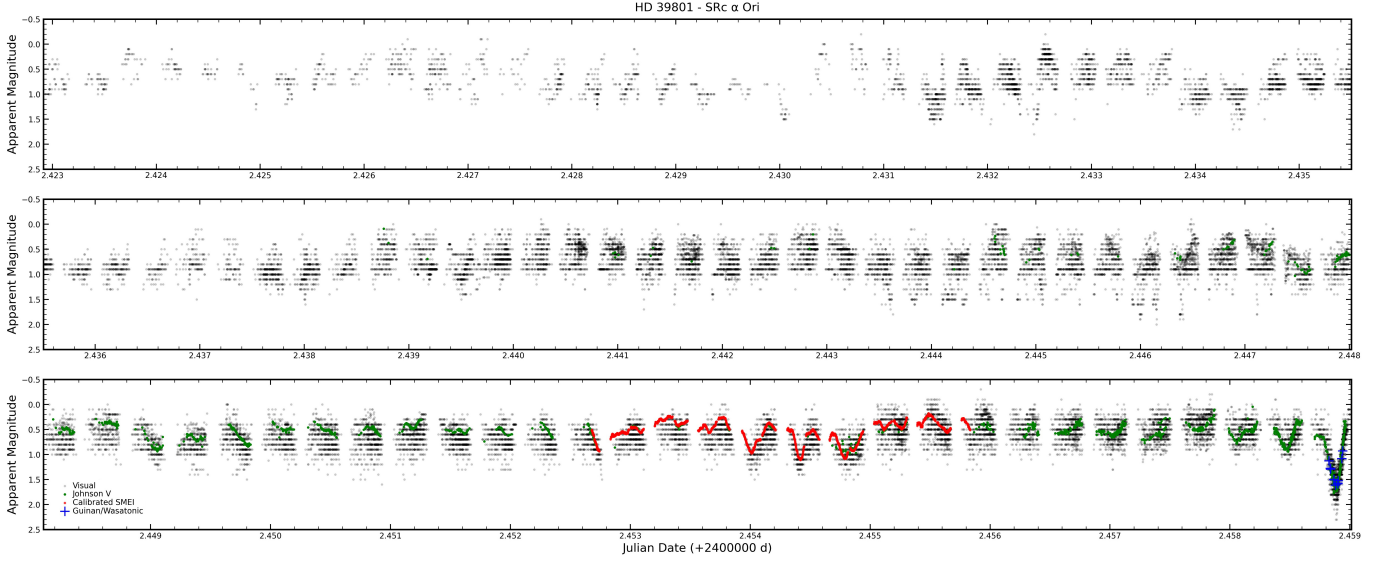 HD 39801 - SRc α Ori
Apparent Magnitude
−0.5
0.0
0.5
1.0
1.5
2.0
2.5
2.423 2.424 2.425 2.426 2.427 2.428 2.429 2.430 2.431 2.432 2.433 2.434 2.435
Apparent Magnitude
−0.5
0.0
0.5
1.0
1.5
2.0
2.5
2.436 2.437 2.438 2.439 2.440 2.441 2.442 2.443 2.444 2.445 2.446 2.447 2.448
Apparent Magnitude
−0.5
0.0
0.5
1.0
1.5
2.0
2.5
Visual
Johnson V
Calibrated SMEI
Guinan/Wasatonic
2.449 2.450 2.451 2.452 2.453 2.454 2.455 2.456 2.457 2.458 2.459
Julian Date (+2400000 d)